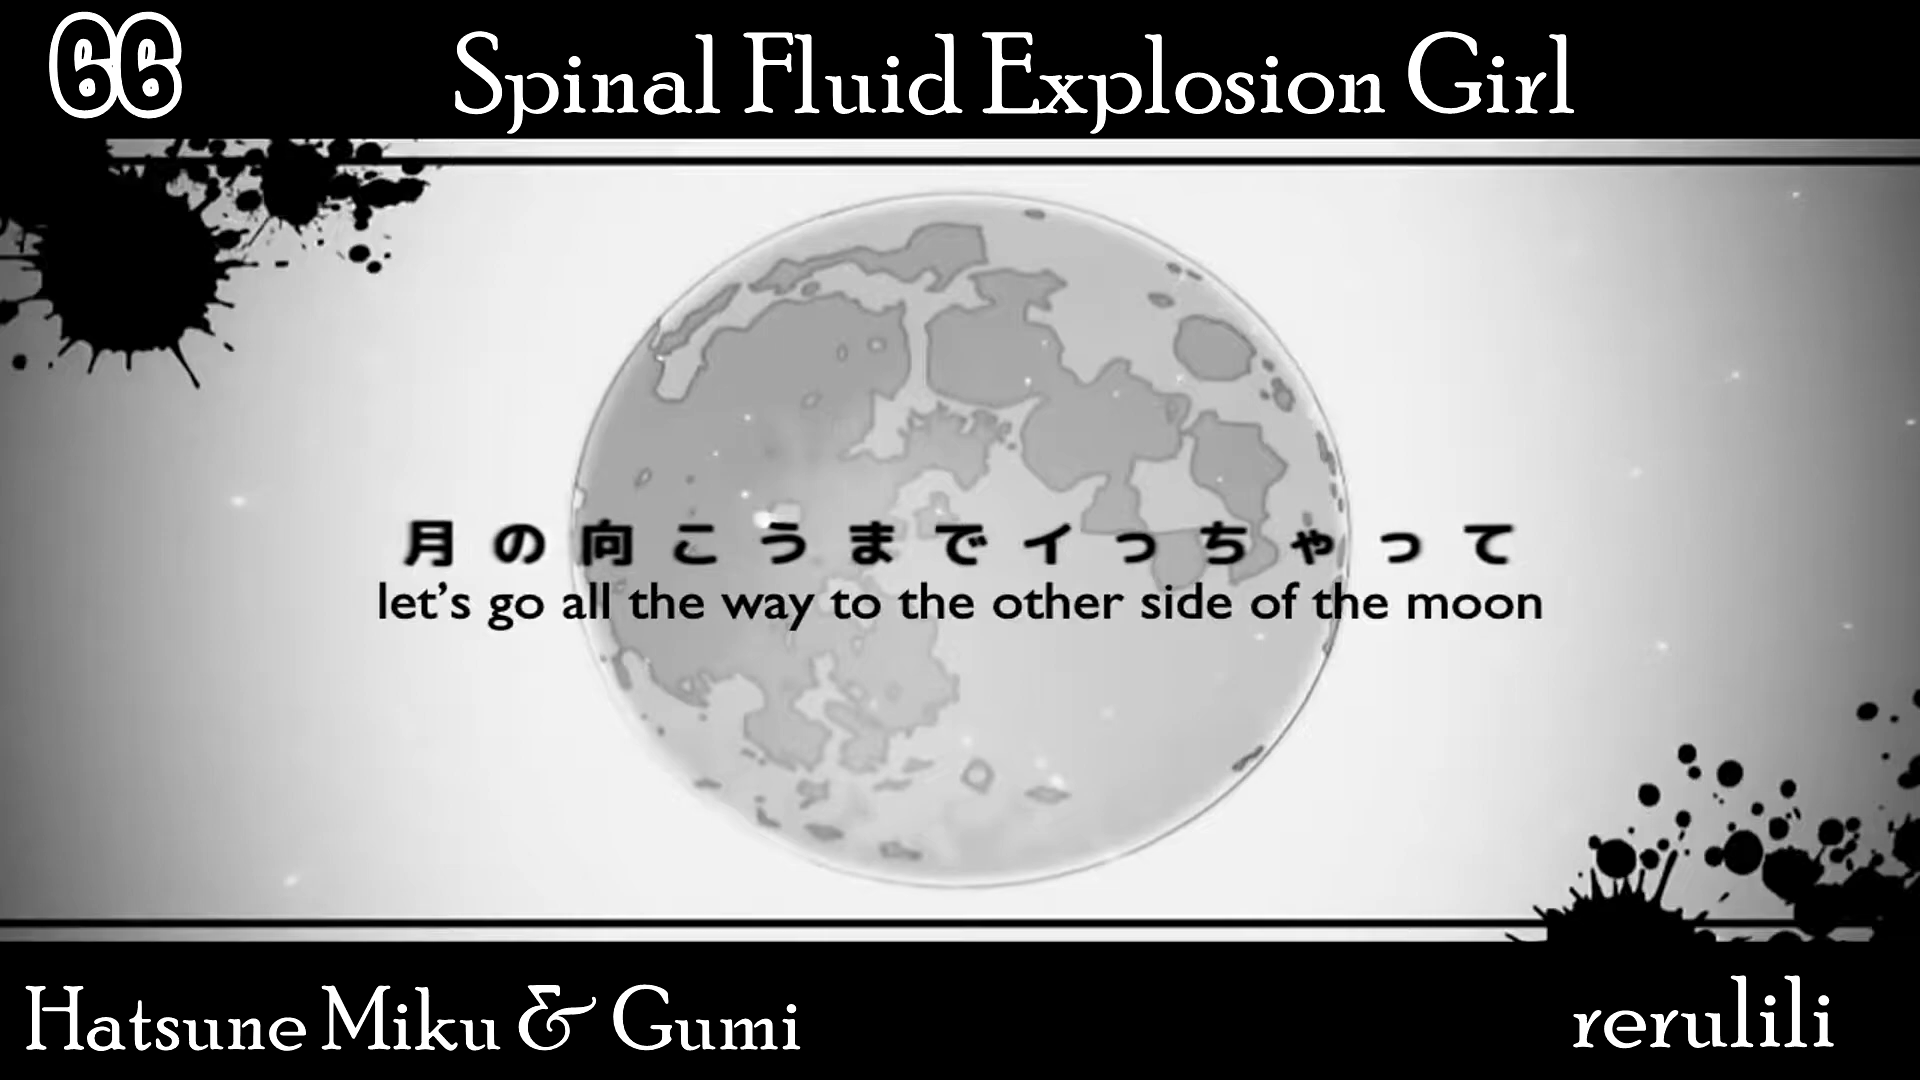 66
Spinal Fluid Explosion Girl
月の向こうまでイっちゃって
let's go all the way to the other side of the moon
Hatsune Miku & Gumi
rerulili